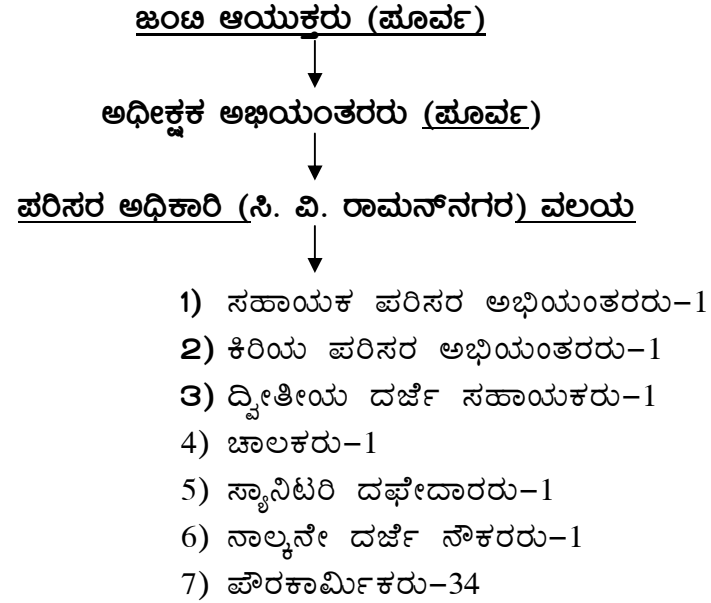 ಜಂಟಿ ಆಯುಕ್ತರು (ಪೂರ್ವ)
ಅಧೀಕ್ಷಕ ಅಭಿಯಂತರರು (ಪೂರ್ವ)
ಪರಿಸರ ಅಧಿಕಾರಿ (ಸಿ. ವಿ. ರಾಮನ್‌ನಗರ) ವಲಯ
1) ಸಹಾಯಕ ಪರಿಸರ ಅಭಿಯಂತರರು–1
2) ಕಿರಿಯ ಪರಿಸರ ಅಭಿಯಂತರರು–1
3) ದ್ವಿತೀಯ ದರ್ಜೆ ಸಹಾಯಕರು–1
4) ಚಾಲಕರು–1
5) ಸ್ಯಾನಿಟರಿ ದಫೇದಾರರು–1
6) ನಾಲ್ಕನೇ ದರ್ಜೆ ನೌಕರರು–1
7) ಪೌರಕಾರ್ಮಿಕರು–34